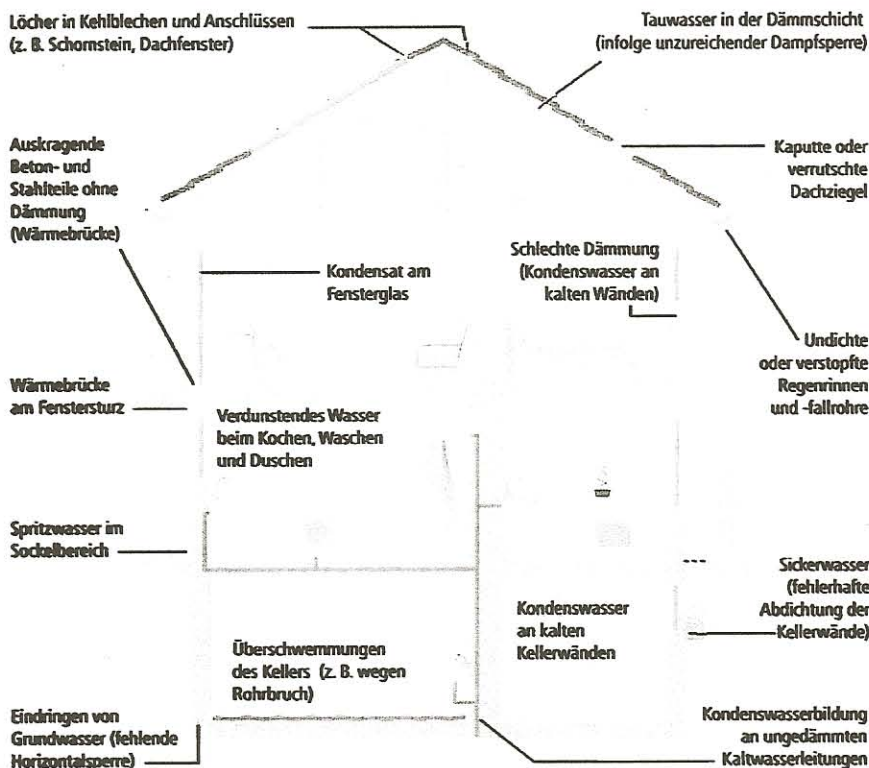 Löcher in Kehlblechen und Anschlüssen
(z. B. Schornstein, Dachfenster)
Tauwasser in der Dämmschicht
(infolge unzureichender Dampfsperre)
Auskragende
Beton- und
Stahlteile ohne
Dämmung
(Wärmebrücke)
Kaputte oder
verrutschte
Dachziegel
Kondensat am
Fensterglas
Schlechte Dämmung
(Kondenswasser an
kalten Wänden)
Undichte
oder verstopfte
Regenrinnen
und -fallrohre
Wärmebrücke
am Fenstersturz
Verdunstendes Wasser
beim Kochen, Waschen
und Duschen
Spritzwasser im
Sockelbereich
Sickerwasser
(fehlerhafte
Abdichtung der
Kellerwände)
Kondenswasser
an kalten
Kellerwänden
Überschwemmungen
des Kellers (z. B. wegen
Rohrbruch)
Eindringen von
Grundwasser (fehlende
Horizontalsperre)
Kondenswasserbildung
an ungedämmten
Kaltwasserleitungen